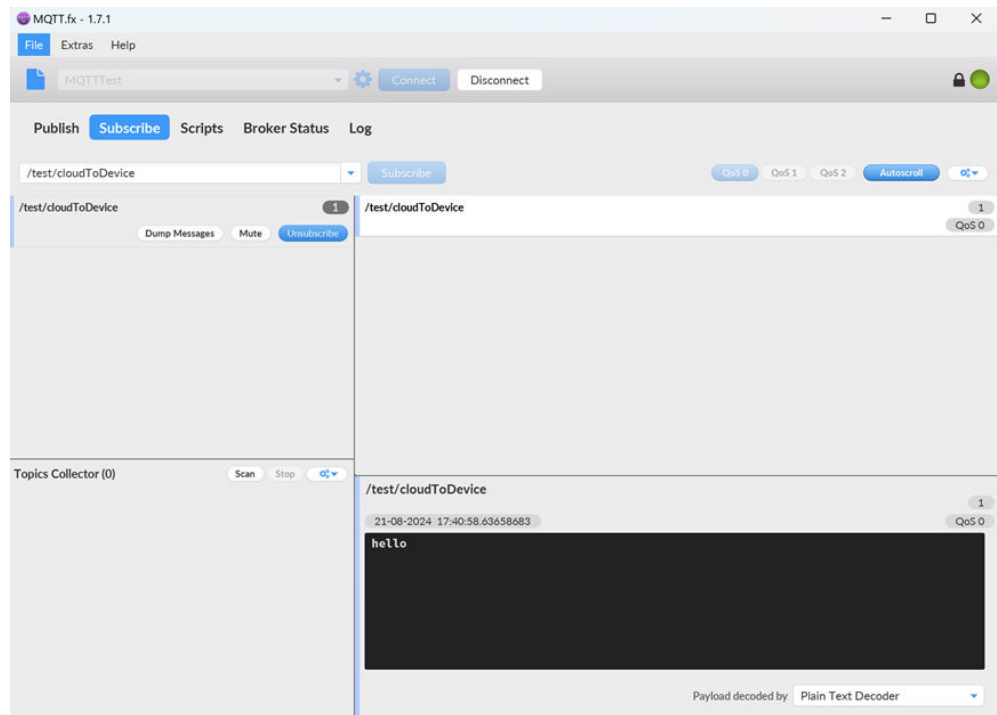 MQTT.fx - 1.7.1
File Extras Help
MQTTTest Connect Disconnect
Publish Subscribe Scripts Broker Status Log
/test/cloudToDevice Subscribe QoS 0 QoS 1 QoS 2 Autoscroll
/test/cloudToDevice 1
Dump Messages Mute Unsubscribe
/test/cloudToDevice 1
QoS 0
Topics Collector (0) Scan Stop
/test/cloudToDevice
1
21-08-2024 17:40:58.63658683 QoS 0
hello
Payload decoded by Plain Text Decoder